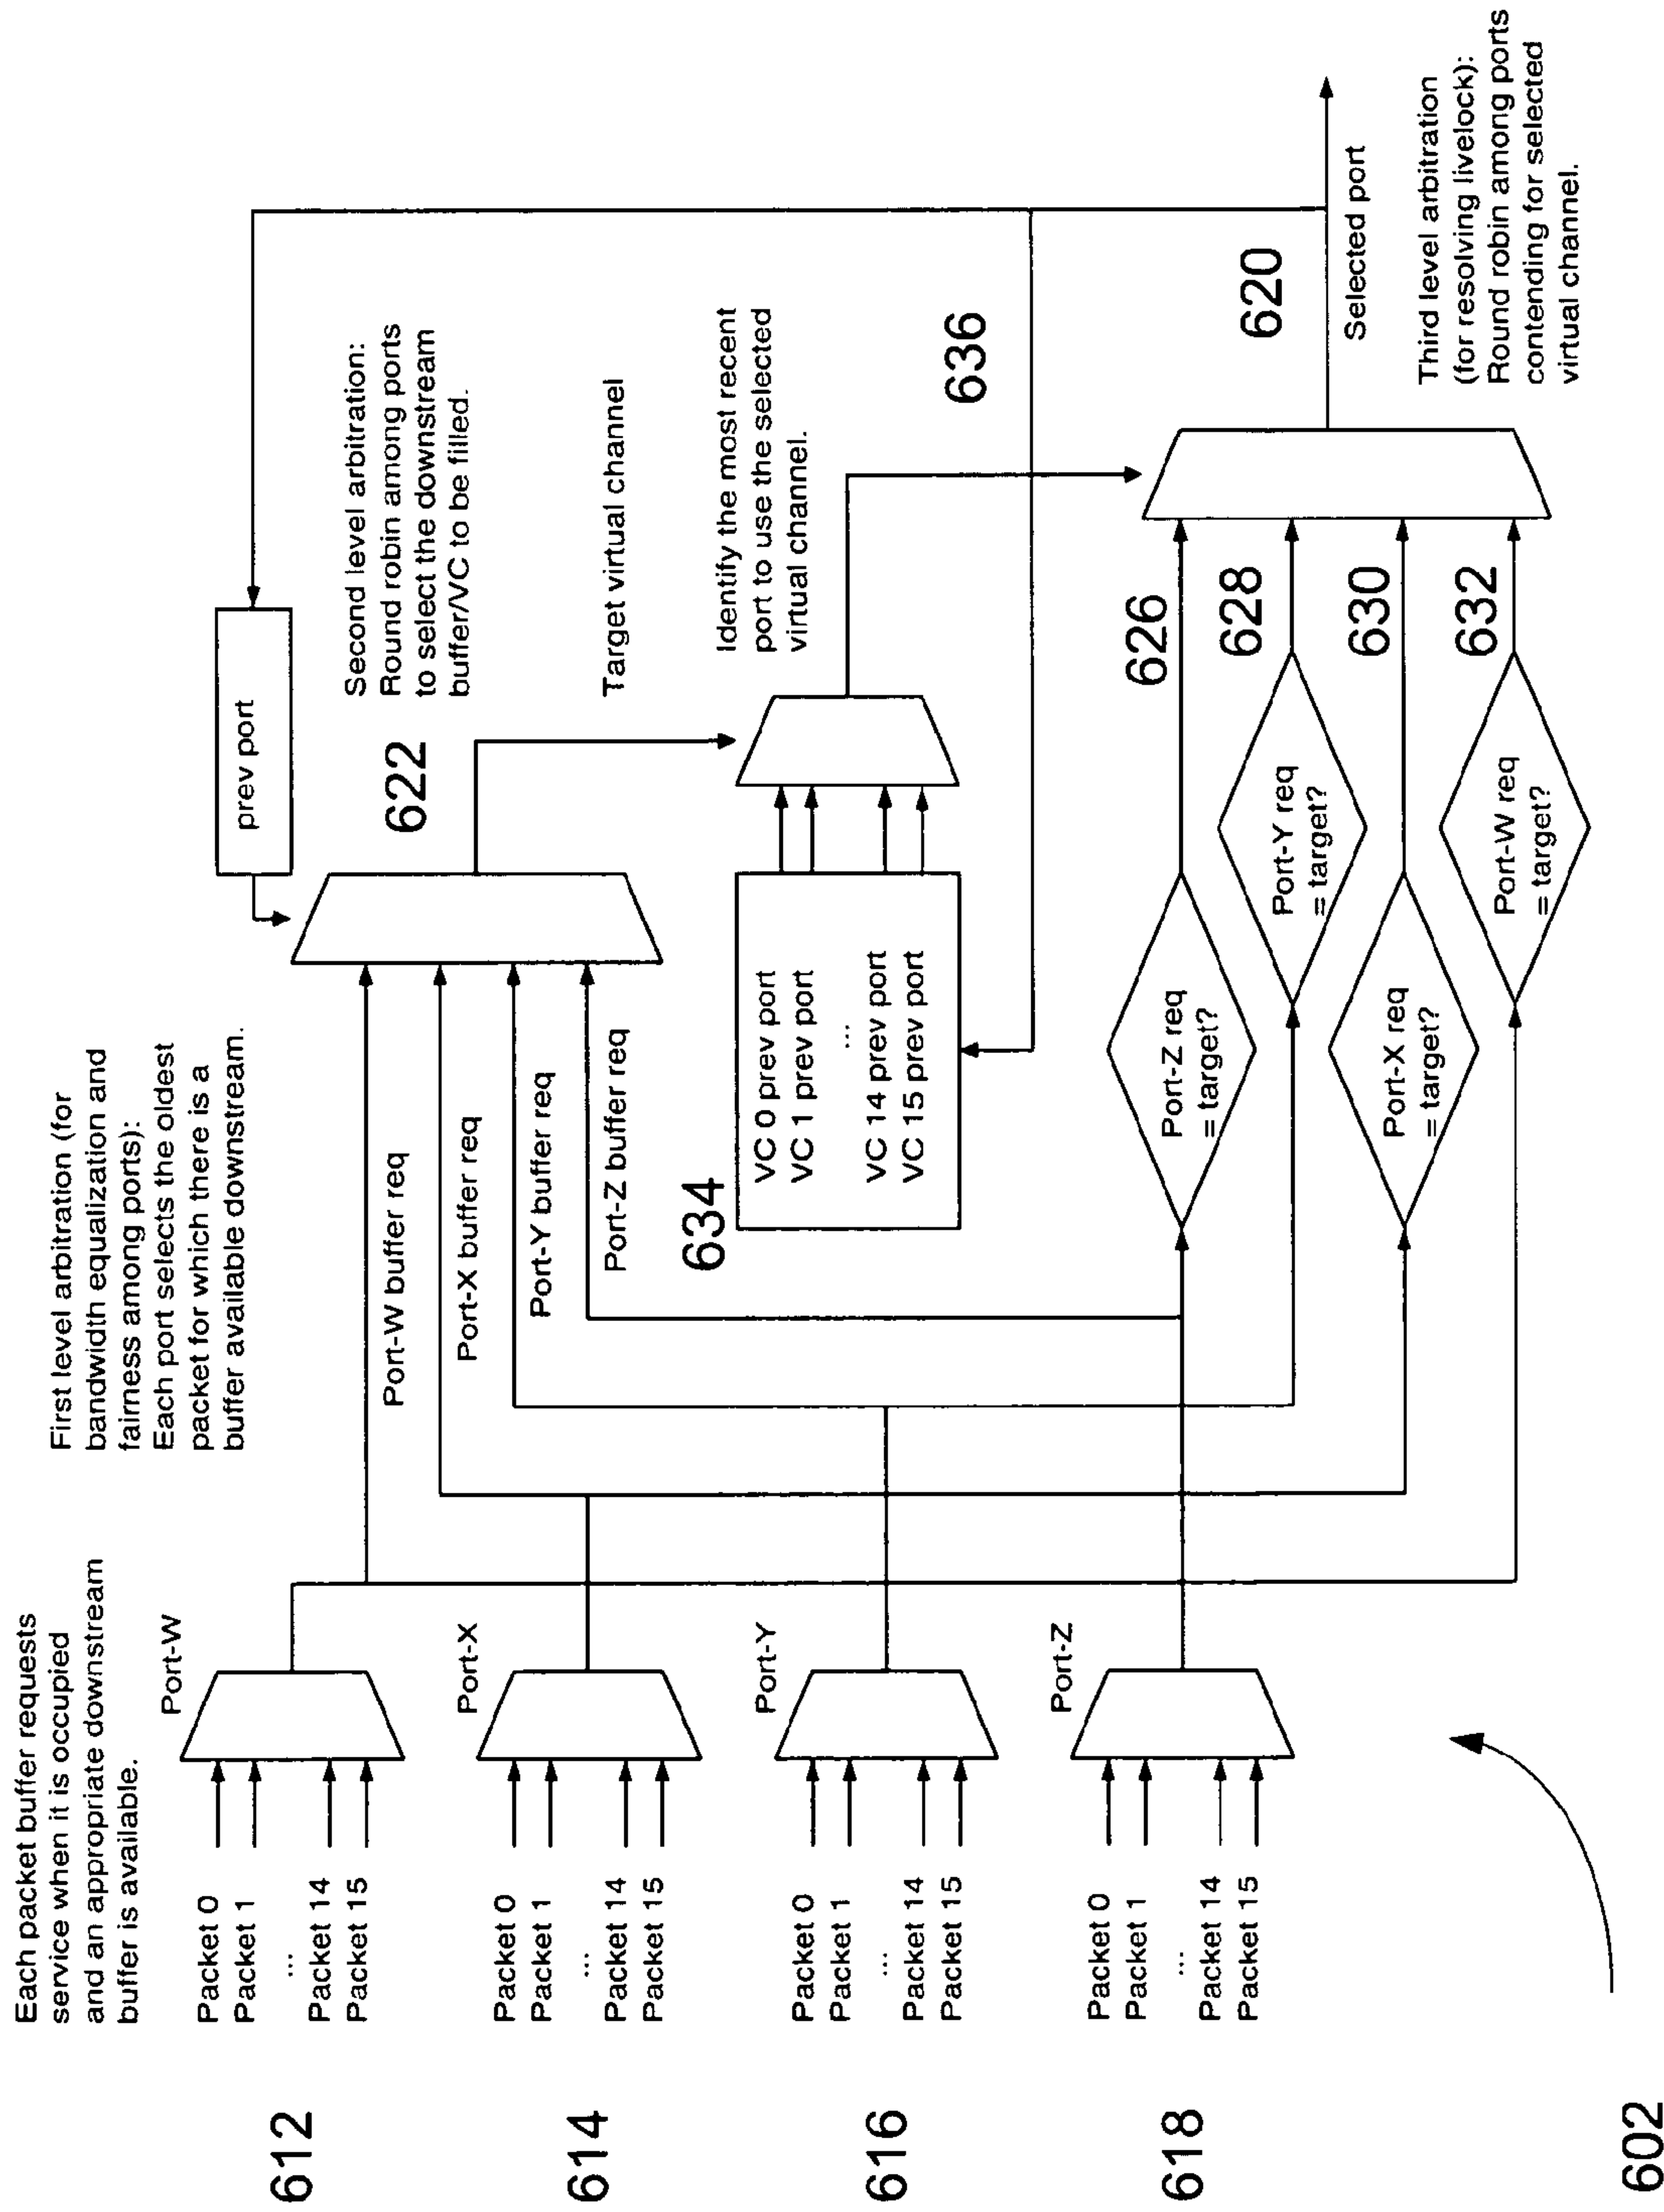 Each packet buffer requests
service when it is occupied
and an appropriate downstream
buffer is available.
First level arbitration (for
bandwidth equalization and
fairness among ports):
Each port selects the oldest
packet for which there is a
buffer available downstream.
612
Packet 0
Packet 1
...
Packet 14
Packet 15
Port-W
614
Packet 0
Packet 1
...
Packet 14
Packet 15
Port-X
616
Packet 0
Packet 1
...
Packet 14
Packet 15
Port-Y
618
Packet 0
Packet 1
...
Packet 14
Packet 15
Port-Z
Port-W buffer req
Port-X buffer req
Port-Y buffer req
Port-Z buffer req
prev port
622
Second level arbitration:
Round robin among ports
to select the downstream
buffer/VC to be filled.
Target virtual channel
634
VC 0 prev port
VC 1 prev port
...
VC 14 prev port
VC 15 prev port
Identify the most recent
port to use the selected
virtual channel.
636
Port-Z req
= target?
626
Port-Y req
= target?
628
Port-X req
= target?
630
Port-W req
= target?
632
620
Selected port
Third level arbitration
(for resolving livelock):
Round robin among ports
contending for selected
virtual channel.
602